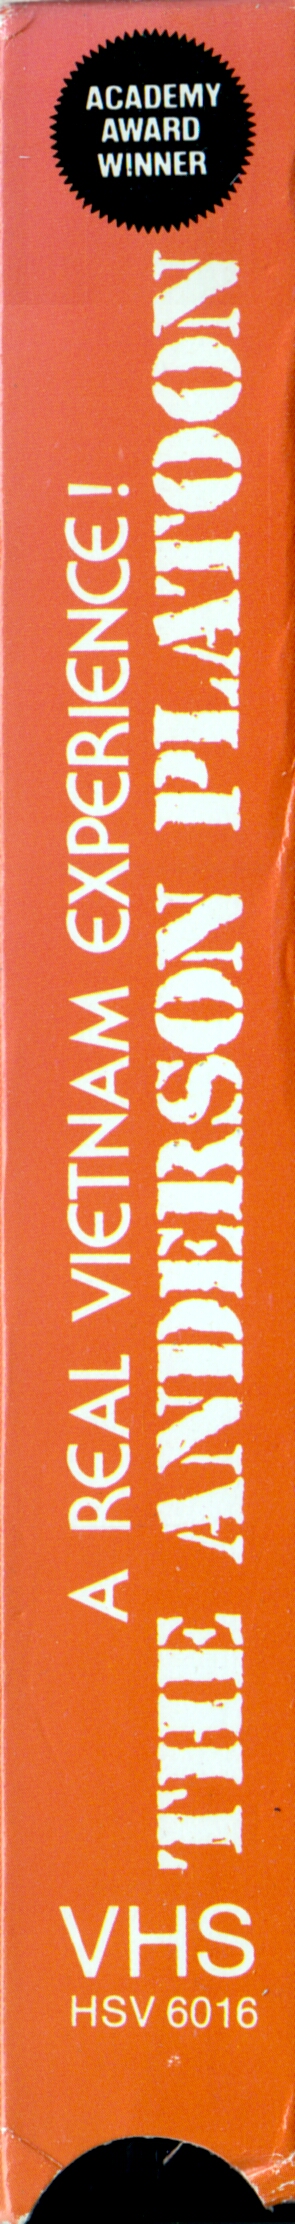 ACADEMY
AWARD
WINNER
A REAL VIETNAM EXPERIENCE!
THE ANDERSON PLATOON
VHS
HSV 6016